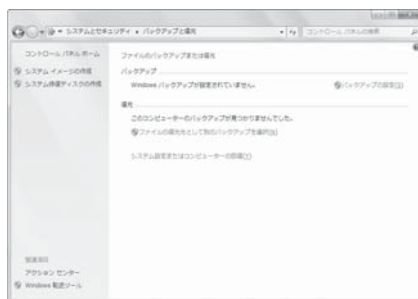 システムとセキュリティ ▸ バックアップと復元
コントロール パネルの検索
コントロール パネル ホーム
システム イメージの作成
システム修復ディスクの作成
ファイルのバックアップまたは復元
バックアップ
Windows バックアップが設定されていません。
バックアップの設定(S)
復元
このコンピューターのバックアップが見つかりませんでした。
ファイルの復元元として別のバックアップを選択(N)
システム設定またはコンピューターの回復(Y)
関連項目
アクション センター
Windows 転送ツール